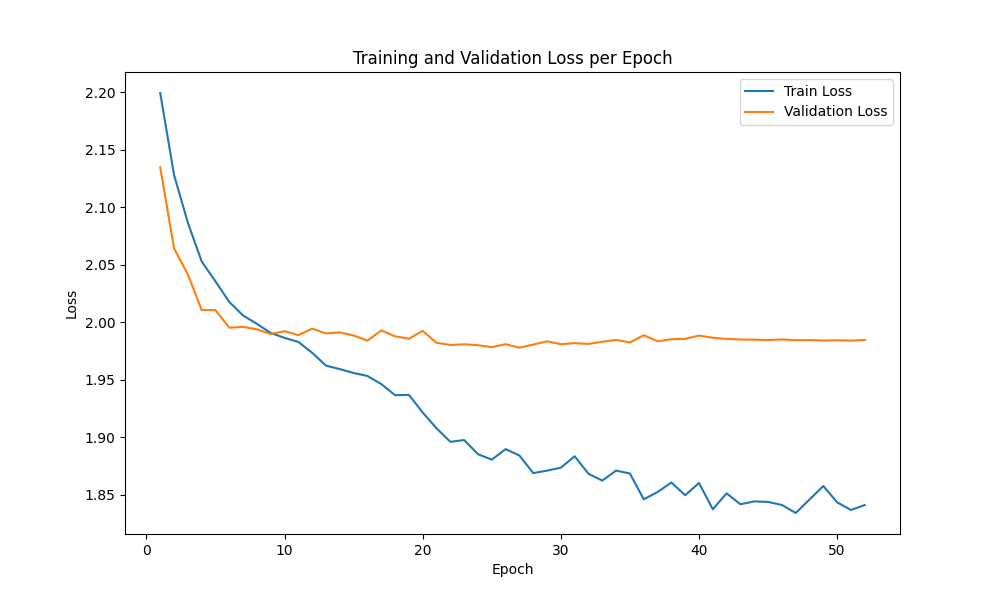 Training and Validation Loss per Epoch
Train Loss
Validation Loss
2.20
2.15
2.10
2.05
2.00
1.95
1.90
1.85
Loss
0 10 20 30 40 50
Epoch